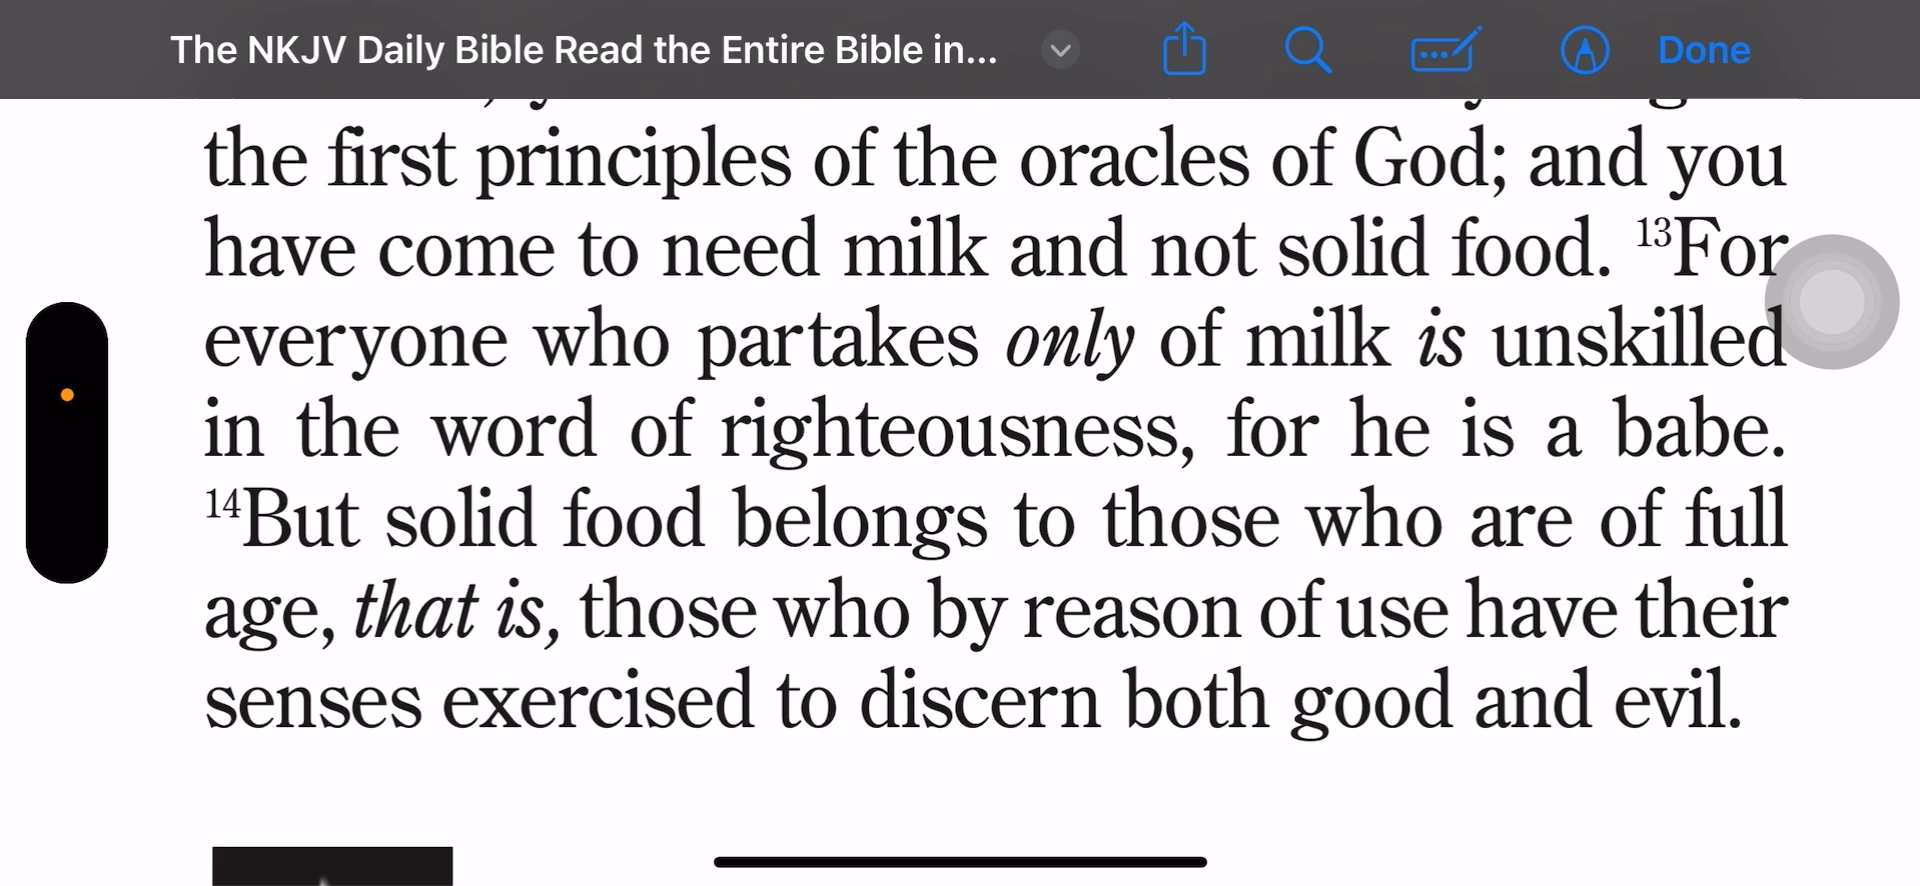 The NKJV Daily Bible Read the Entire Bible in...
Done
the first principles of the oracles of God; and you
have come to need milk and not solid food. 13For
everyone who partakes only of milk is unskilled
in the word of righteousness, for he is a babe.
14But solid food belongs to those who are of full
age, that is, those who by reason of use have their
senses exercised to discern both good and evil.